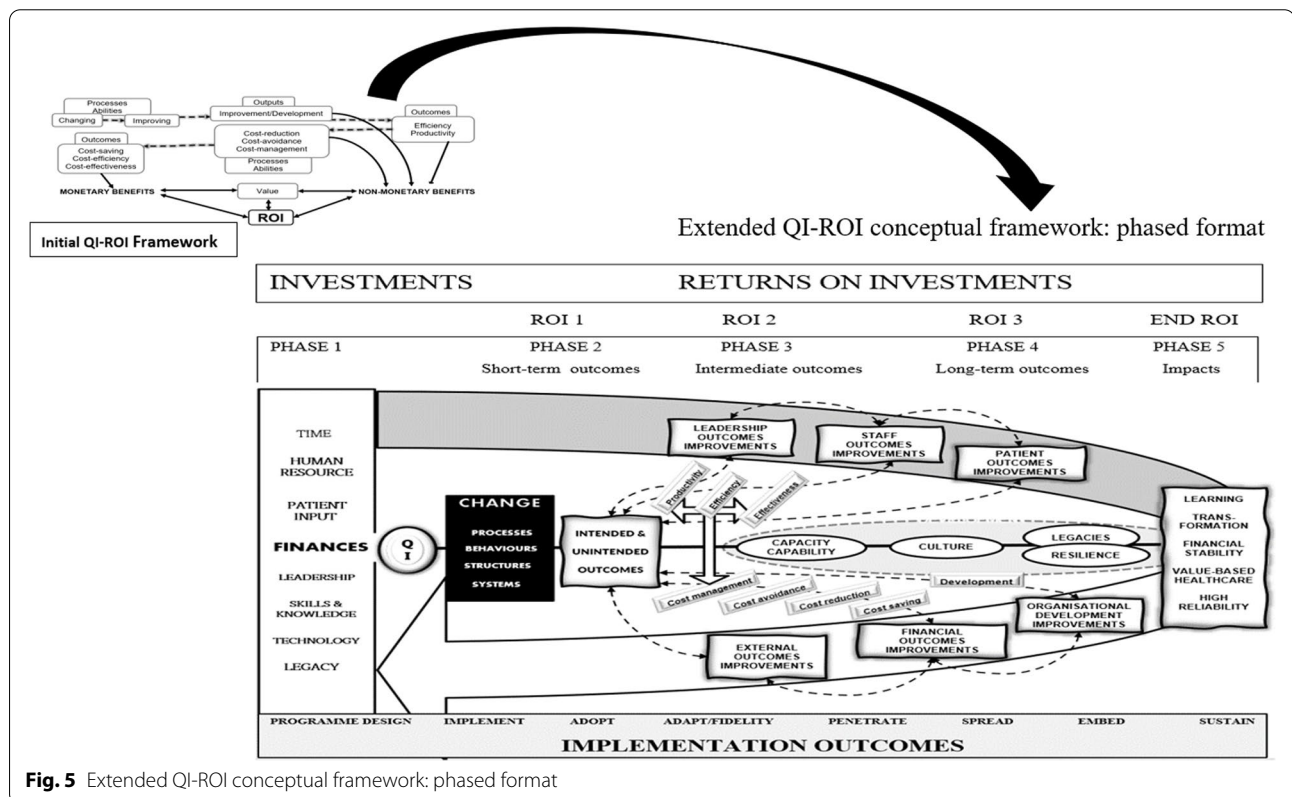 Processes
Abilities
Changing
Improving
Outputs
Improvement/Development
Outcomes
Efficiency
Productivity
Cost-reduction
Cost-avoidance
Cost-management
Processes
Abilities
Outcomes
Cost-saving
Cost-efficiency
Cost-effectiveness
MONETARY BENEFITS
Value
NON-MONETARY BENEFITS
ROI
Initial QI-ROI Framework
Extended QI-ROI conceptual framework: phased format
INVESTMENTS
RETURNS ON INVESTMENTS
ROI 1
ROI 2
ROI 3
END ROI
PHASE 1
PHASE 2
PHASE 3
PHASE 4
PHASE 5
Short-term outcomes
Intermediate outcomes
Long-term outcomes
Impacts
TIME
HUMAN
RESOURCE
PATIENT
INPUT
FINANCES
LEADERSHIP
SKILLS &
KNOWLEDGE
TECHNOLOGY
LEGACY
Q
I
CHANGE
PROCESSES
BEHAVIOURS
STRUCTURES
SYSTEMS
INTENDED &
UNINTENDED
OUTCOMES
LEADERSHIP
OUTCOMES
IMPROVEMENTS
STAFF
OUTCOMES
IMPROVEMENTS
PATIENT
OUTCOMES
IMPROVEMENTS
Productivity
Efficiency
Effectiveness
CAPACITY
CAPABILITY
CULTURE
LEGACIES
RESILIENCE
Development
Cost management
Cost avoidance
Cost reduction
Cost saving
EXTERNAL
OUTCOMES
IMPROVEMENTS
FINANCIAL
OUTCOMES
IMPROVEMENTS
ORGANISATIONAL
DEVELOPMENT
IMPROVEMENTS
LEARNING
TRANS-
FORMATION
FINANCIAL
STABILITY
VALUE-BASED
HEALTHCARE
HIGH
RELIABILITY
PROGRAMME DESIGN
IMPLEMENT
ADOPT
ADAPT/FIDELITY
PENETRATE
SPREAD
EMBED
SUSTAIN
IMPLEMENTATION OUTCOMES
Fig. 5 Extended QI-ROI conceptual framework: phased format